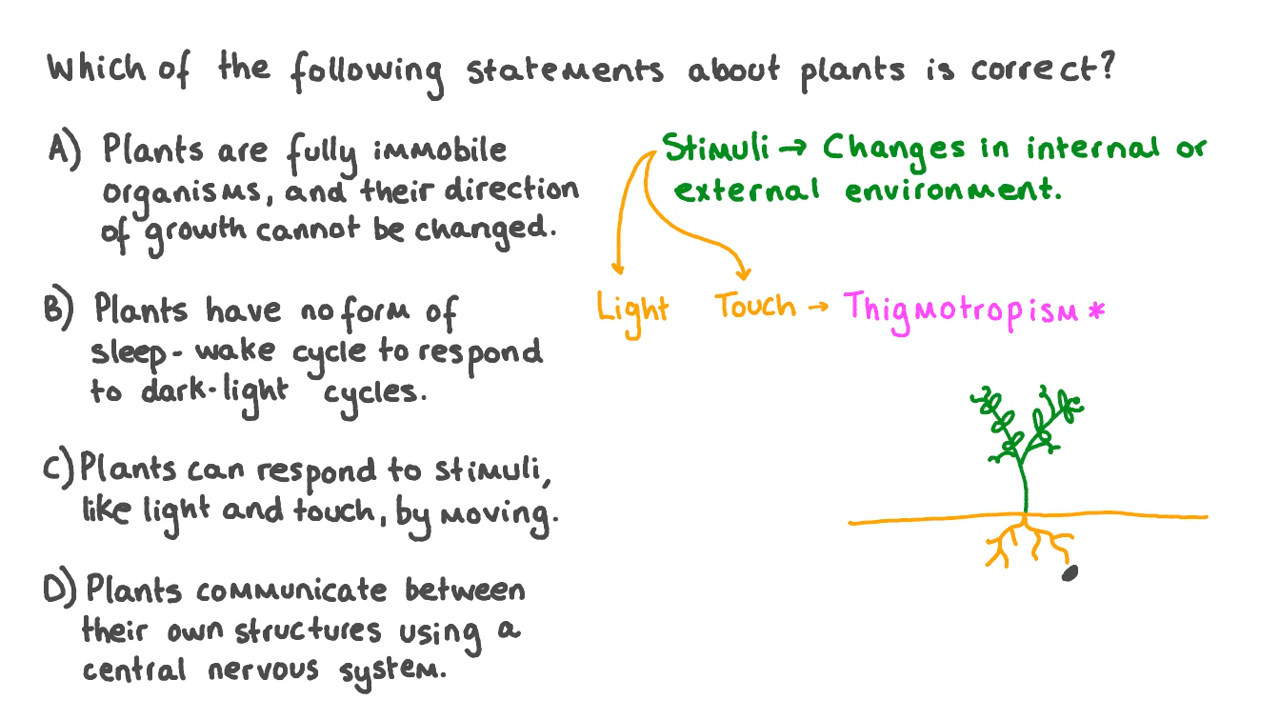 Which of the following statements about plants is correct?
A) Plants are fully immobile
organisms, and their direction
of growth cannot be changed.
B) Plants have no form of
sleep-wake cycle to respond
to dark-light cycles.
C) Plants can respond to stimuli,
like light and touch, by moving.
D) Plants communicate between
their own structures using a
central nervous system.
Stimuli → Changes in internal or
external environment.
Light Touch → Thigmotropism *